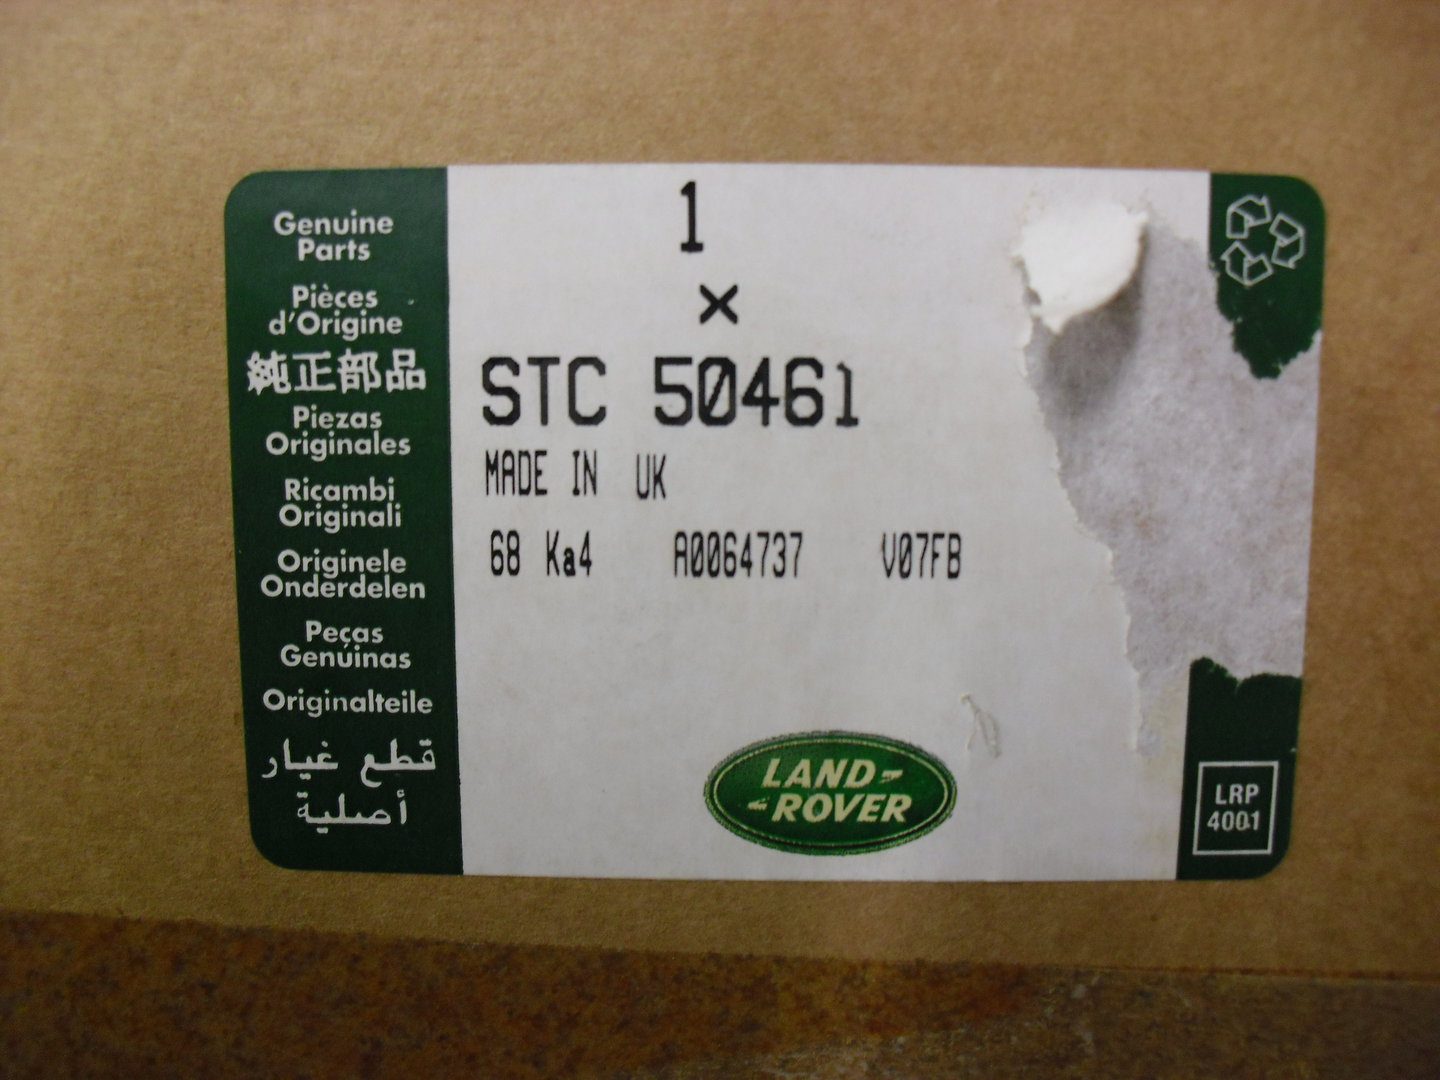 Genuine
Parts
Pièces
d'Origine
純正部品
Piezas
Originales
Ricambi
Originali
Originele
Onderdelen
Peças
Genúinas
Originalteile
قطع غيار
أصلية
1
×
STC 50461
MADE IN UK
68 Ka4 A0064737 V07FB
LAND-
-ROVER
LRP
4001